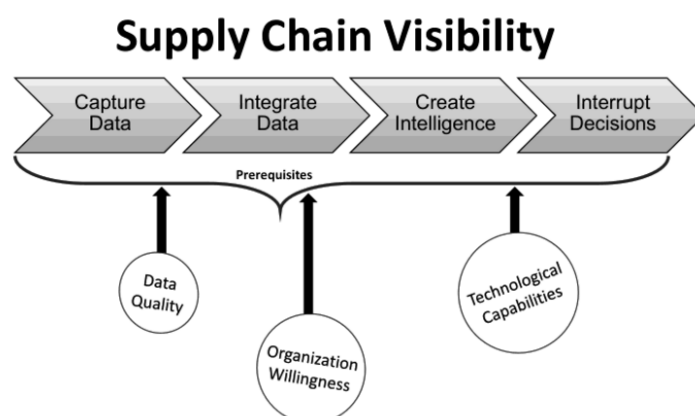 Supply Chain Visibility
Capture
Data
Integrate
Data
Create
Intelligence
Interrupt
Decisions
Prerequisites
Data
Quality
Organization
Willingness
Technological
Capabilities